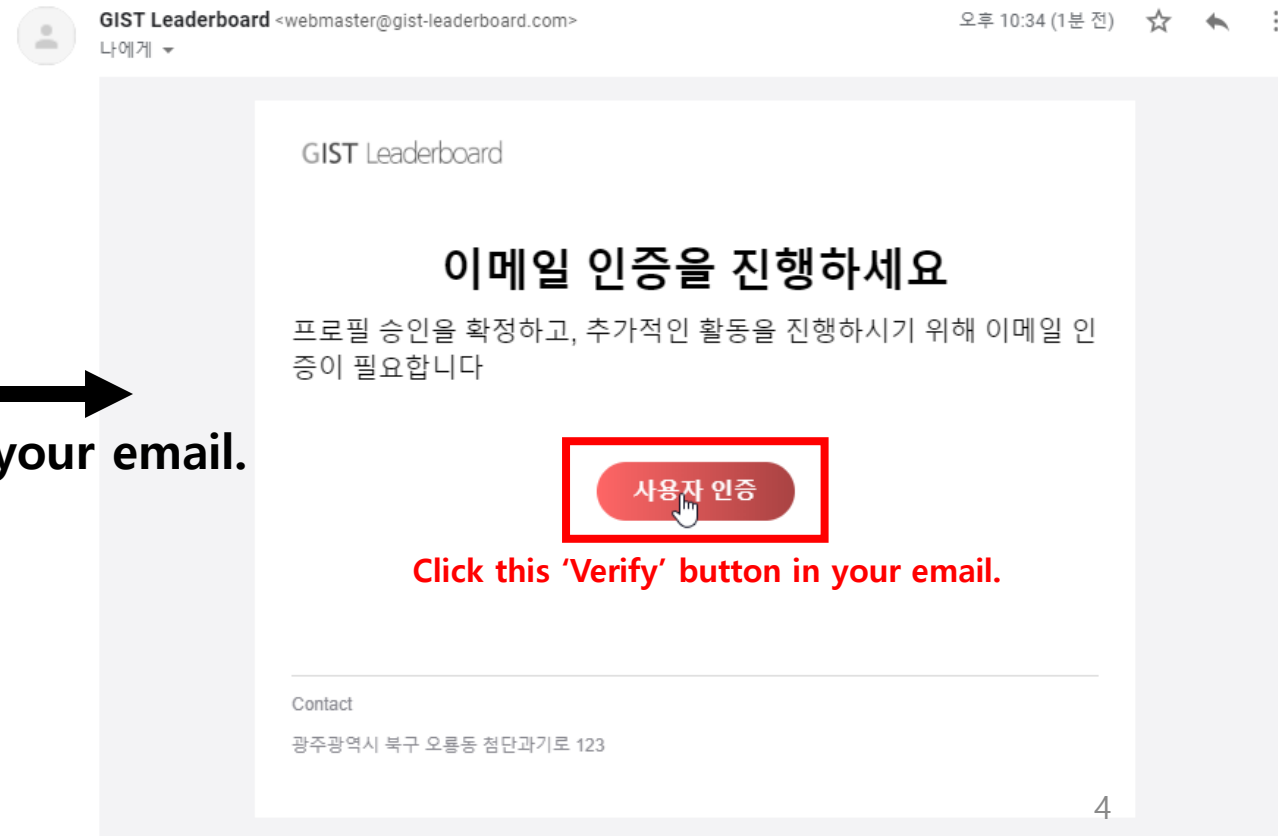 GIST Leaderboard <webmaster@gist-leaderboard.com>
오후 10:34 (1분 전)
나에게
GIST Leaderboard
이메일 인증을 진행하세요
프로필 승인을 확정하고, 추가적인 활동을 진행하시기 위해 이메일 인
증이 필요합니다
your email.
사용자 인증
Click this ‘Verify’ button in your email.
Contact
광주광역시 북구 오룡동 첨단과기로 123
4